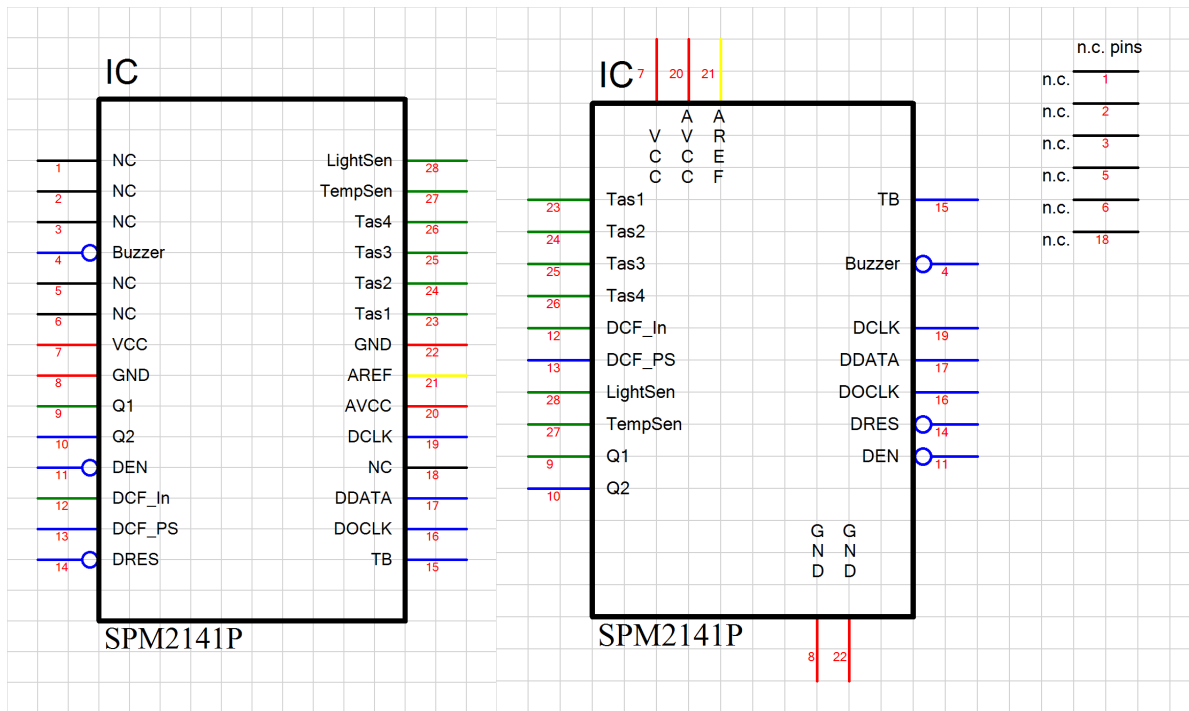 IC
1 NC LightSen 28
2 NC TempSen 27
3 NC Tas4 26
4 Buzzer Tas3 25
5 NC Tas2 24
6 NC Tas1 23
7 VCC GND 22
8 GND AREF 21
9 Q1 AVCC 20
10 Q2 DCLK 19
11 DEN NC 18
12 DCF_In DDATA 17
13 DCF_PS DOCLK 16
14 DRES TB 15
SPM2141P
IC
7 20 21
VCC AVCC AREF
23 Tas1 TB 15
24 Tas2
25 Tas3 Buzzer 4
26 Tas4
12 DCF_In DCLK 19
13 DCF_PS DDATA 17
28 LightSen DOCLK 16
27 TempSen DRES 14
9 Q1 DEN 11
10 Q2
GND GND
SPM2141P
8 22
n.c. pins
n.c. 1
n.c. 2
n.c. 3
n.c. 5
n.c. 6
n.c. 18